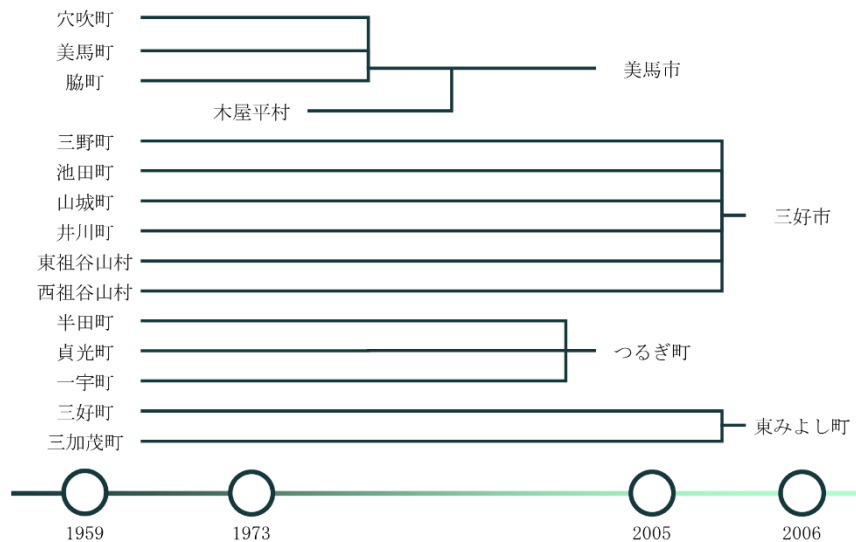 穴吹町
美馬町
脇町
木屋平村
美馬市
三野町
池田町
山城町
井川町
東祖谷山村
西祖谷山村
三好市
半田町
貞光町
一宇町
つるぎ町
三好町
三加茂町
東みよし町
1959
1973
2005
2006